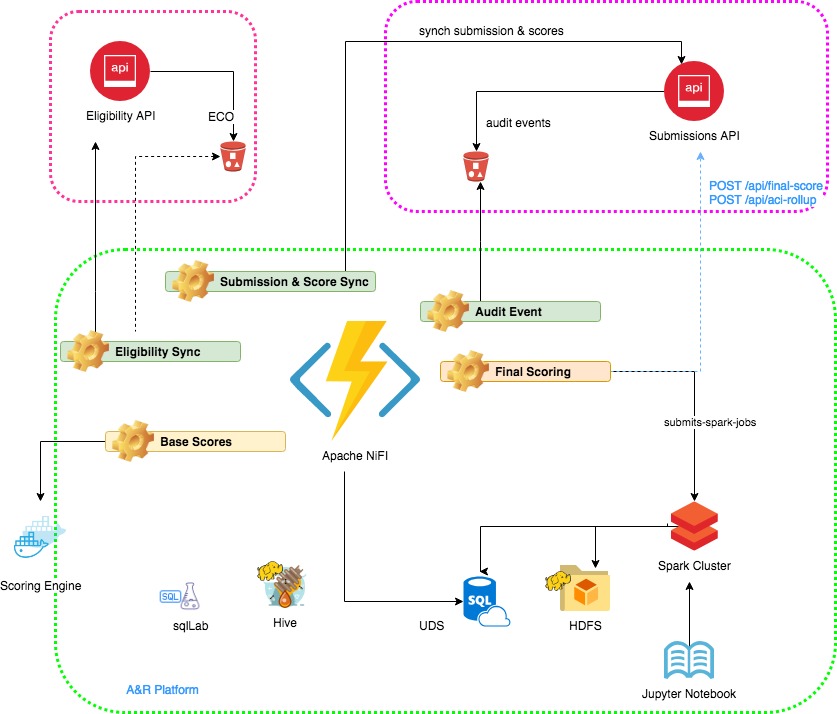 synch submission & scores
api
Eligibility API
ECO
api
audit events
Submissions API
POST /api/final-score
POST /api/aci-rollup
Submission & Score Sync
Audit Event
Eligibility Sync
Final Scoring
submits-spark-jobs
Base Scores
Apache NiFI
Scoring Engine
Spark Cluster
SQL
sqlLab
Hive
UDS
SQL
HDFS
A&R Platform
Jupyter Notebook